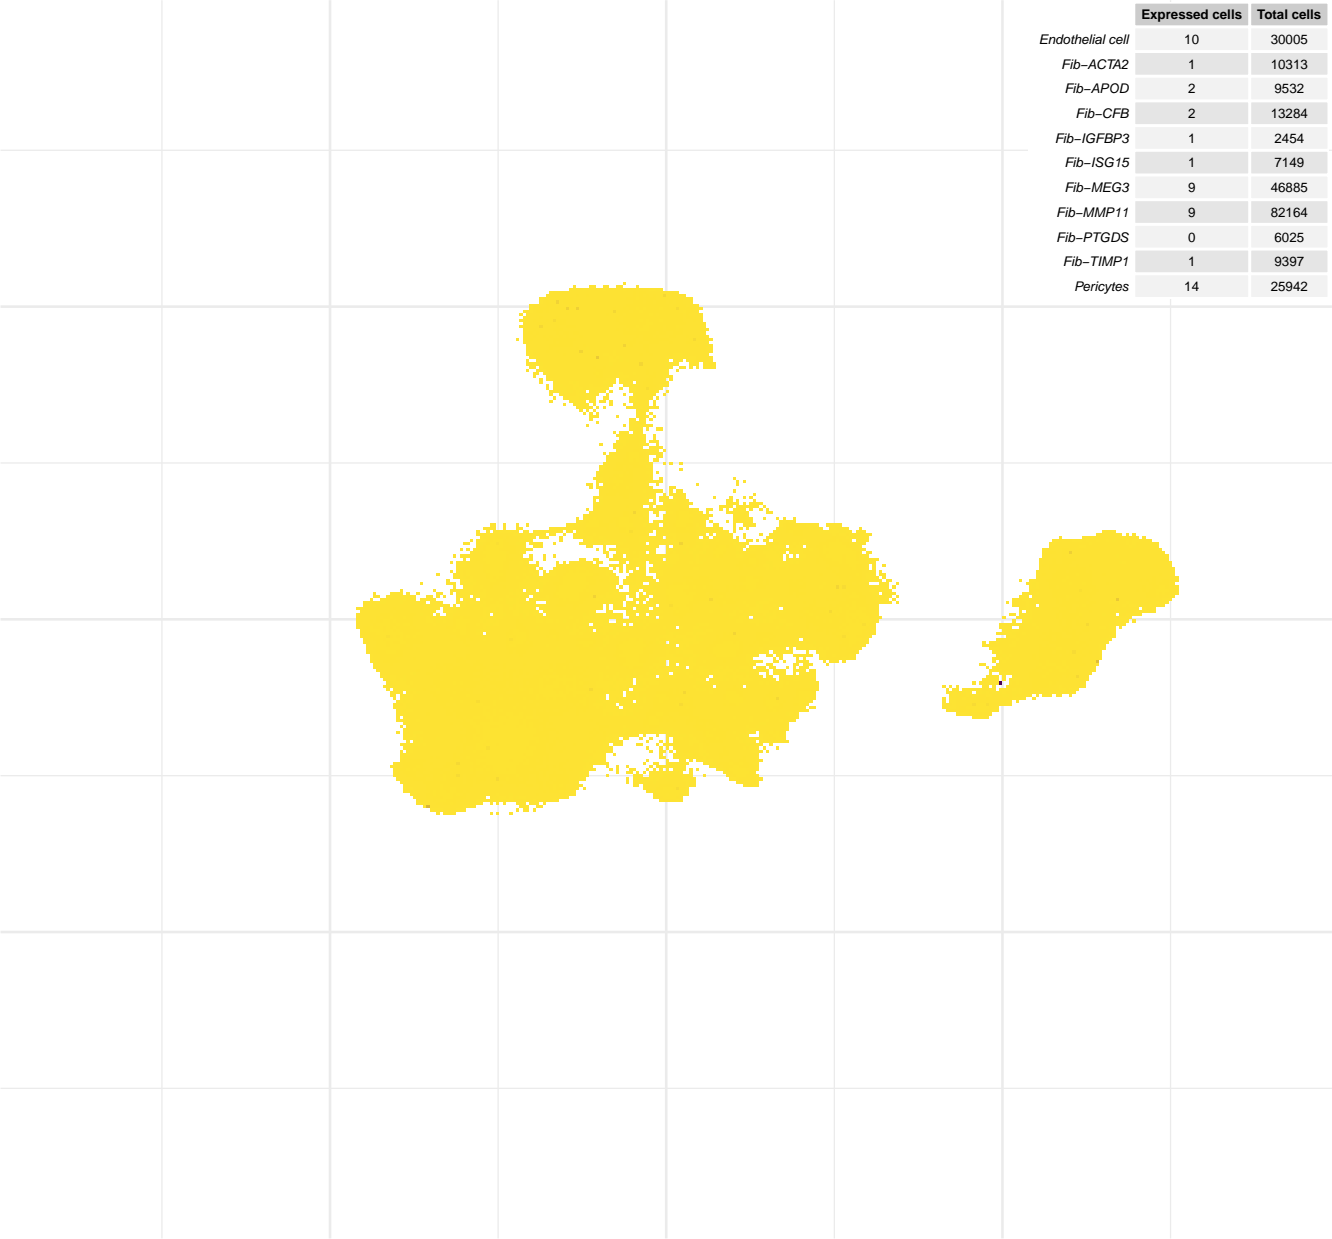 Expressed cells Total cells
Endothelial cell 10 30005
Fib−ACTA2 1 10313
Fib−APOD 2 9532
Fib−CFB 2 13284
Fib−IGFBP3 1 2454
Fib−ISG15 1 7149
Fib−MEG3 9 46885
Fib−MMP11 9 82164
Fib−PTGDS 0 6025
Fib−TIMP1 1 9397
Pericytes 14 25942